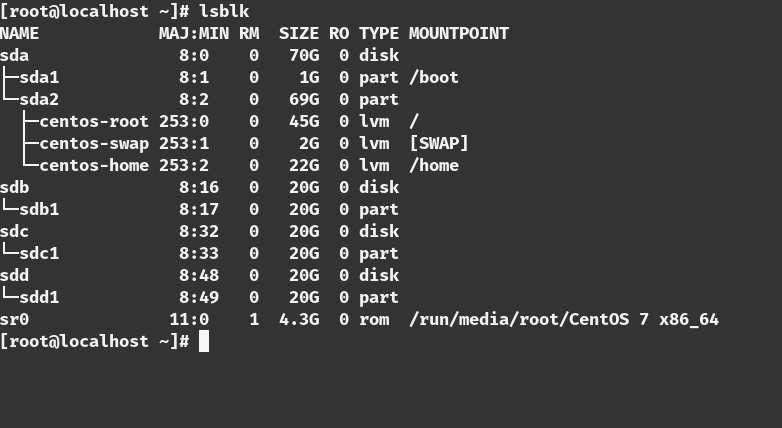 [root@localhost ~]# lsblk
NAME            MAJ:MIN RM  SIZE RO TYPE MOUNTPOINT
sda               8:0    0   70G  0 disk
├─sda1            8:1    0    1G  0 part /boot
└─sda2            8:2    0   69G  0 part
  ├─centos-root 253:0    0   45G  0 lvm  /
  ├─centos-swap 253:1    0    2G  0 lvm  [SWAP]
  └─centos-home 253:2    0   22G  0 lvm  /home
sdb               8:16   0   20G  0 disk
└─sdb1            8:17   0   20G  0 part
sdc               8:32   0   20G  0 disk
└─sdc1            8:33   0   20G  0 part
sdd               8:48   0   20G  0 disk
└─sdd1            8:49   0   20G  0 part
sr0              11:0    1  4.3G  0 rom  /run/media/root/CentOS 7 x86_64
[root@localhost ~]#